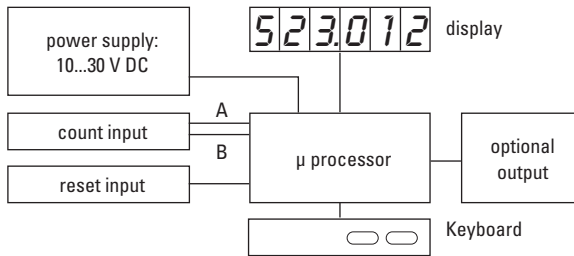 power supply:
10...30 V DC
523.012
display
A
count input
B
µ processor
optional
output
reset input
Keyboard